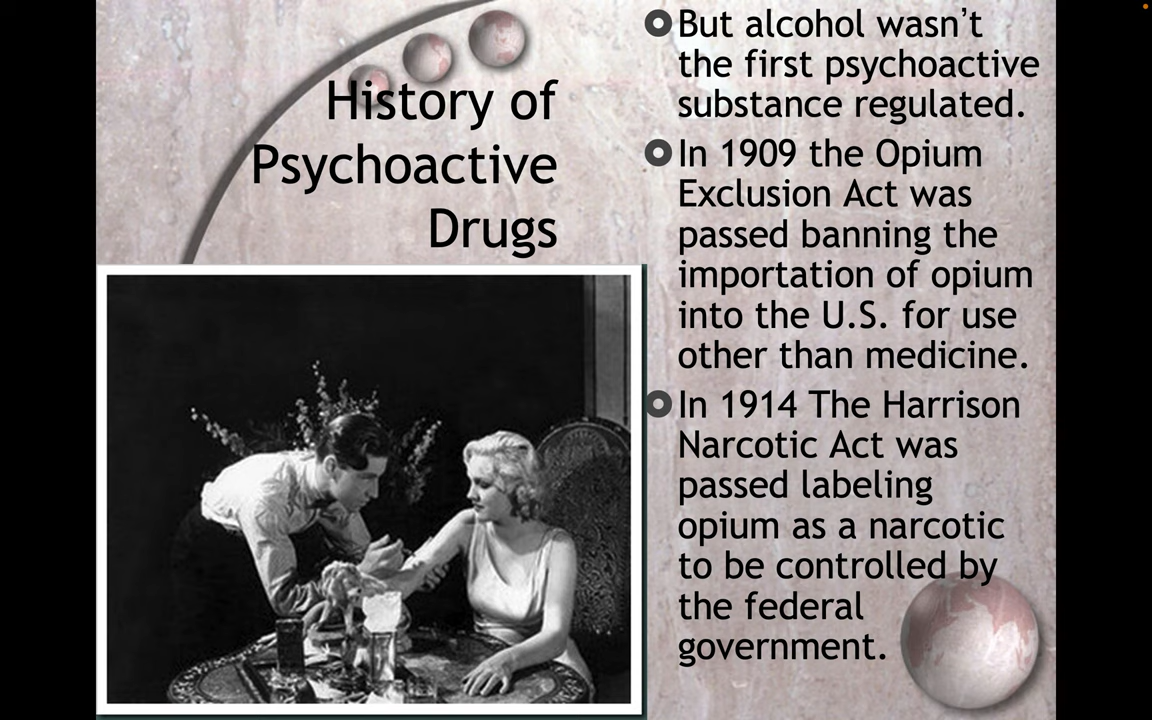 History of
Psychoactive
Drugs
But alcohol wasn’t
the first psychoactive
substance regulated.
In 1909 the Opium
Exclusion Act was
passed banning the
importation of opium
into the U.S. for use
other than medicine.
In 1914 The Harrison
Narcotic Act was
passed labeling
opium as a narcotic
to be controlled by
the federal
government.